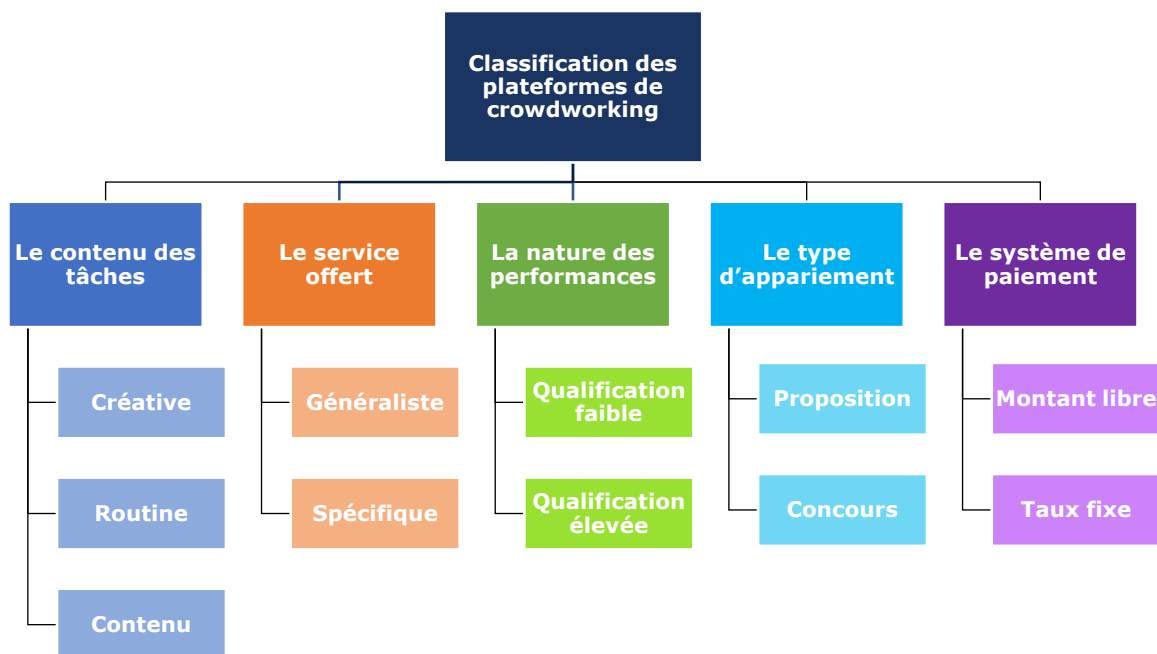 Classification des
plateformes de
crowdworking
Le contenu des
tâches
Le service
offert
La nature des
performances
Le type
d’appariement
Le système de
paiement
Créative
Routine
Contenu
Généraliste
Spécifique
Qualification
faible
Qualification
élevée
Proposition
Concours
Montant libre
Taux fixe